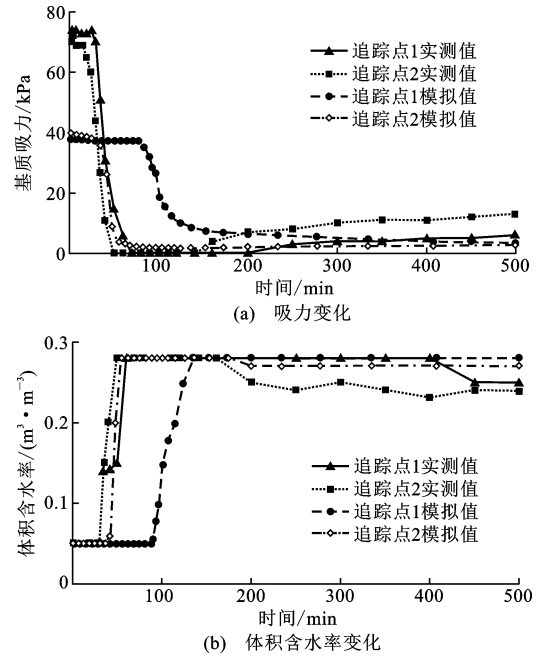 80
60
40
20
0
基质吸力/kPa
追踪点1实测值
追踪点2实测值
追踪点1模拟值
追踪点2模拟值
100
200
300
400
500
时间/min
(a) 吸力变化
0.3
0.2
0.1
0
体积含水率/(m³·m⁻³)
追踪点1实测值
追踪点2实测值
追踪点1模拟值
追踪点2模拟值
100
200
300
400
500
时间/min
(b) 体积含水率变化